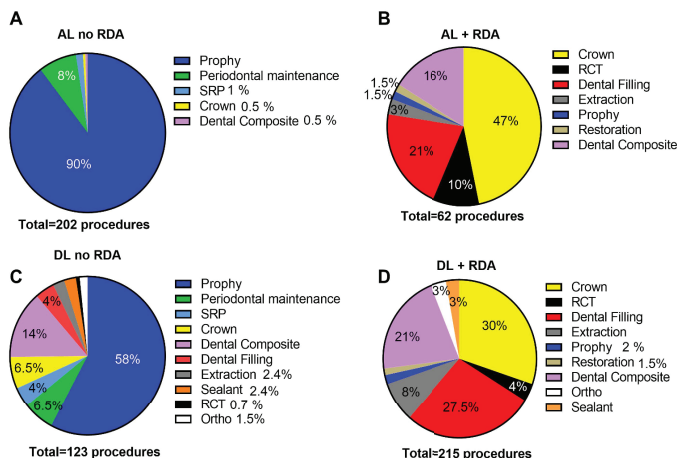 A
AL no RDA
8%
90%
Prophy
Periodontal maintenance
SRP 1 %
Crown 0.5 %
Dental Composite 0.5 %
Total=202 procedures
B
AL + RDA
1.5%
1.5%
3%
16%
47%
21%
10%
Crown
RCT
Dental Filling
Extraction
Prophy
Restoration
Dental Composite
Total=62 procedures
C
DL no RDA
4%
14%
6.5%
4%
6.5%
58%
Prophy
Periodontal maintenance
SRP
Crown
Dental Composite
Dental Filling
Extraction 2.4%
Sealant 2.4%
RCT 0.7 %
Ortho 1.5%
Total=123 procedures
D
DL + RDA
3%
3%
21%
30%
8%
4%
27.5%
Crown
RCT
Dental Filling
Extraction
Prophy 2 %
Restoration 1.5%
Dental Composite
Ortho
Sealant
Total=215 procedures